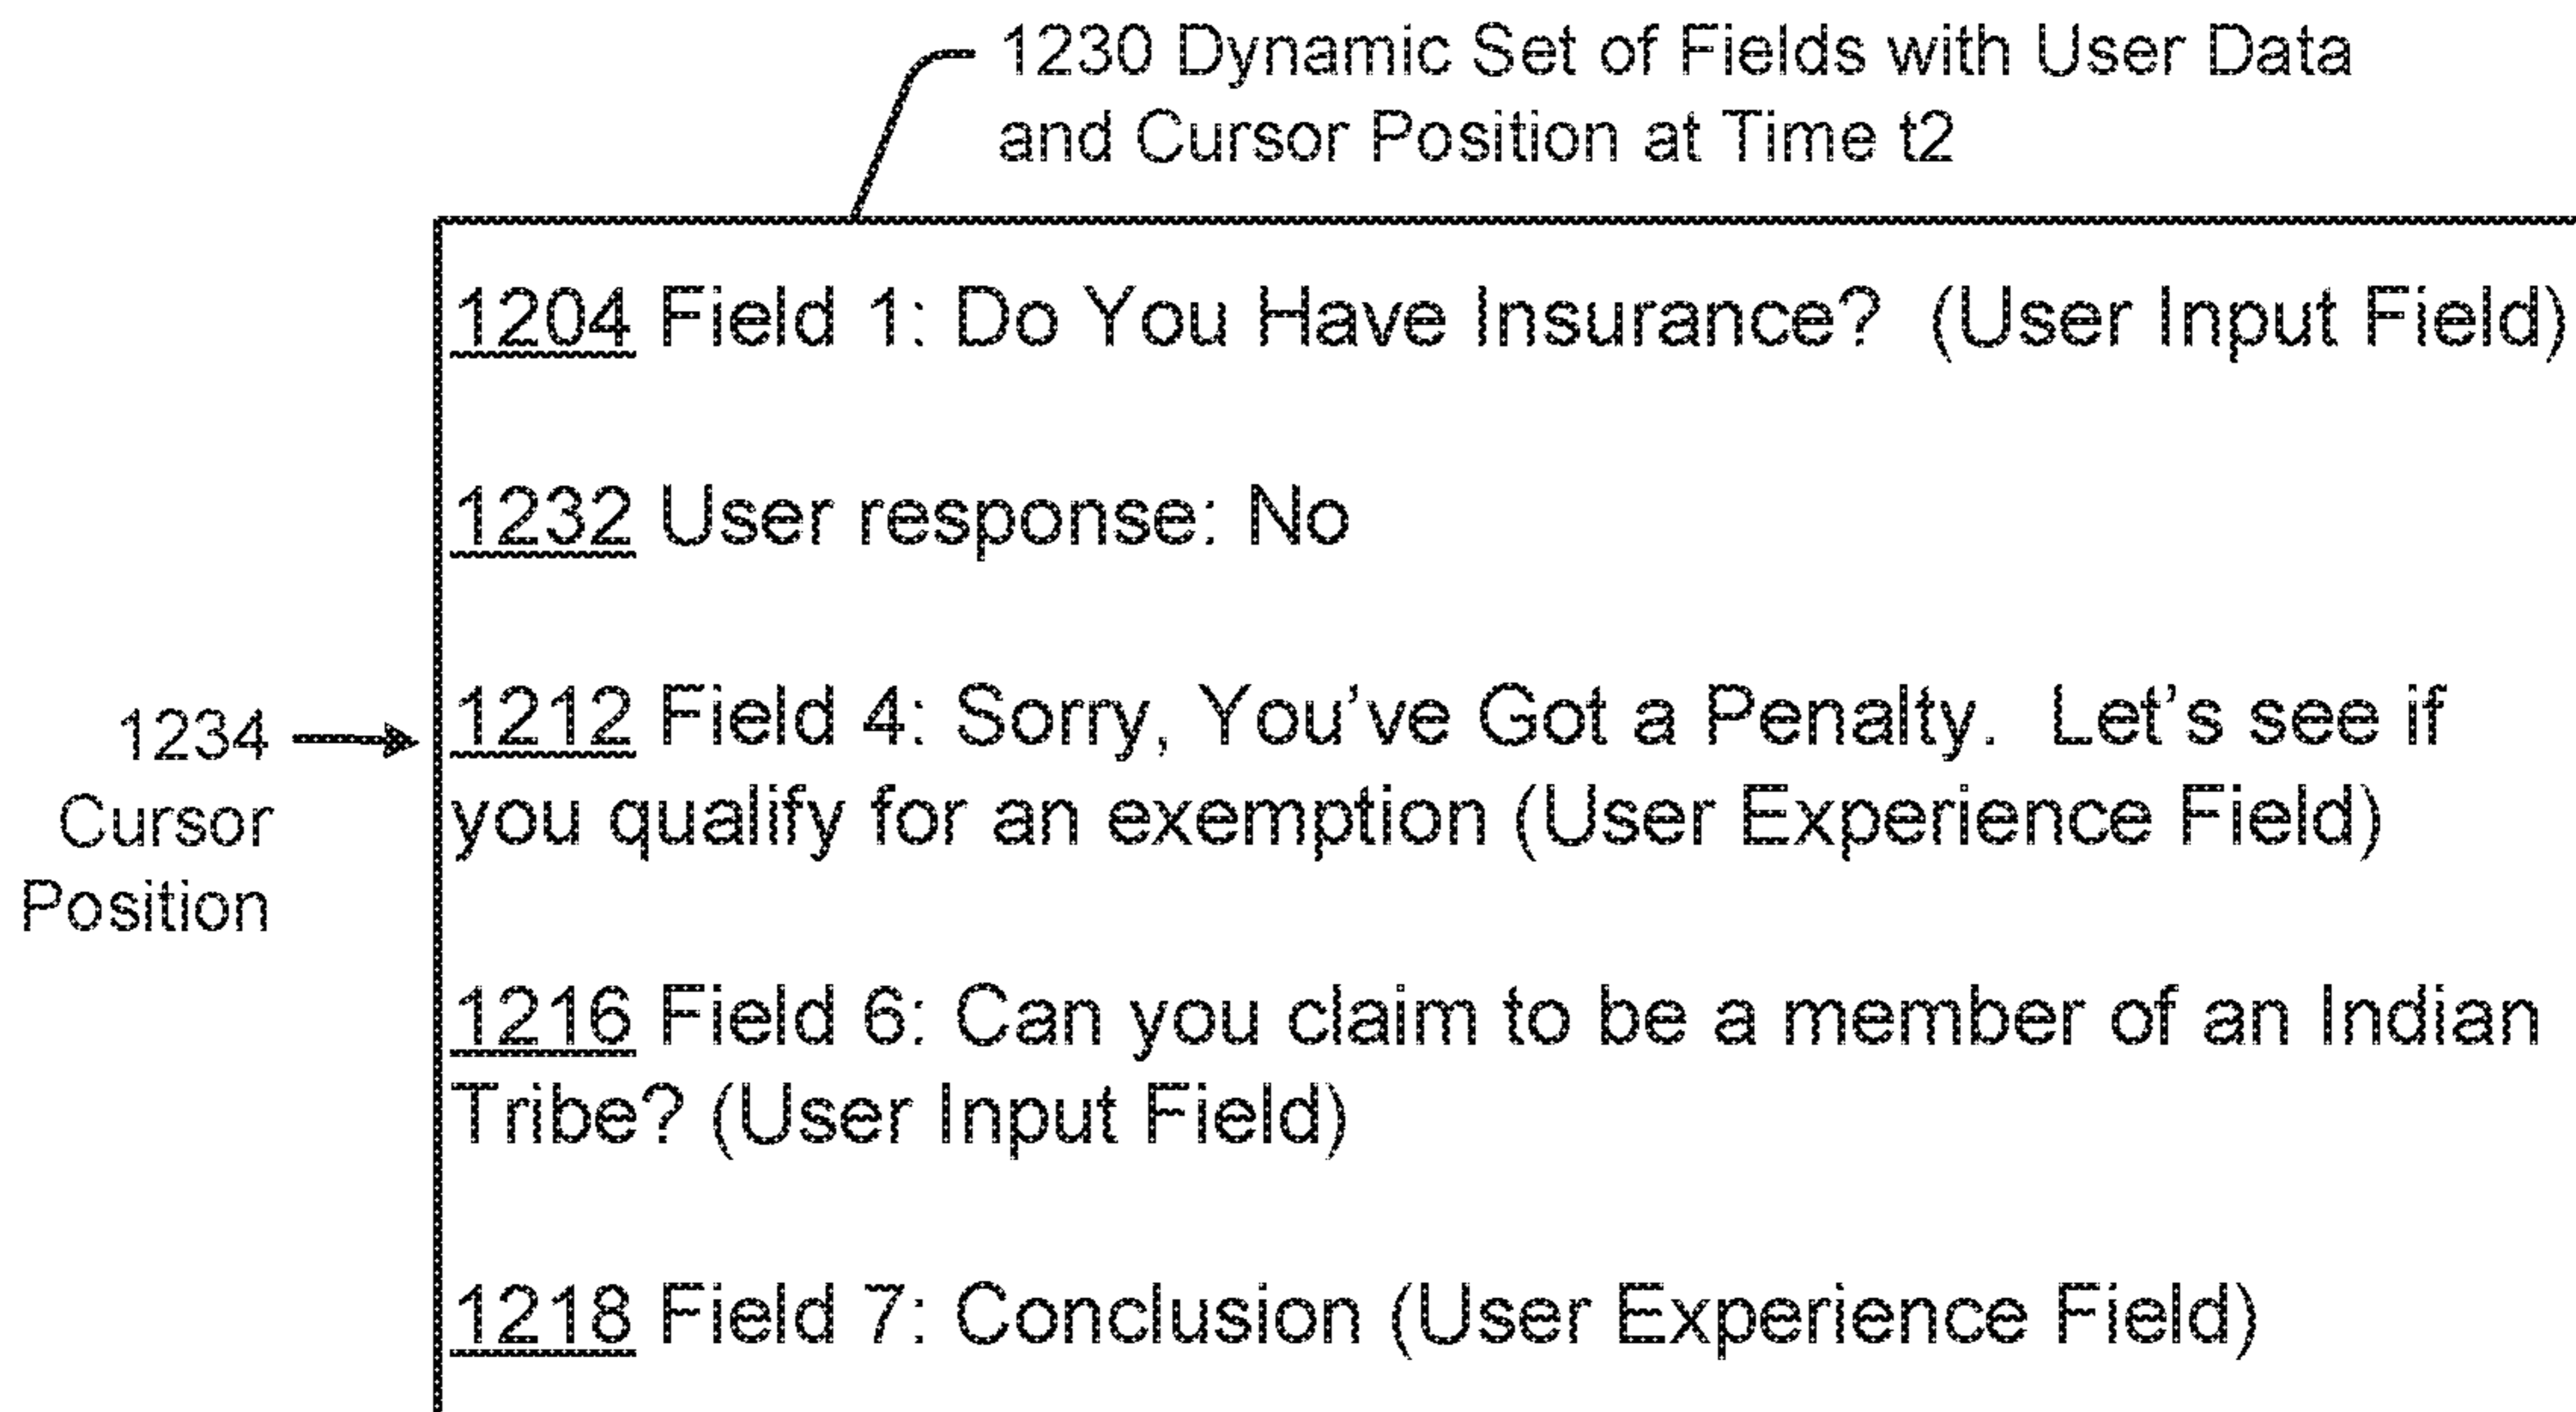 1230 Dynamic Set of Fields with User Data
and Cursor Position at Time t2
1204 Field 1: Do You Have Insurance?  (User Input Field)
1232 User response: No
1234
Cursor
Position
1212 Field 4: Sorry, You’ve Got a Penalty.  Let’s see if
you qualify for an exemption (User Experience Field)
1216 Field 6: Can you claim to be a member of an Indian
Tribe? (User Input Field)
1218 Field 7: Conclusion (User Experience Field)